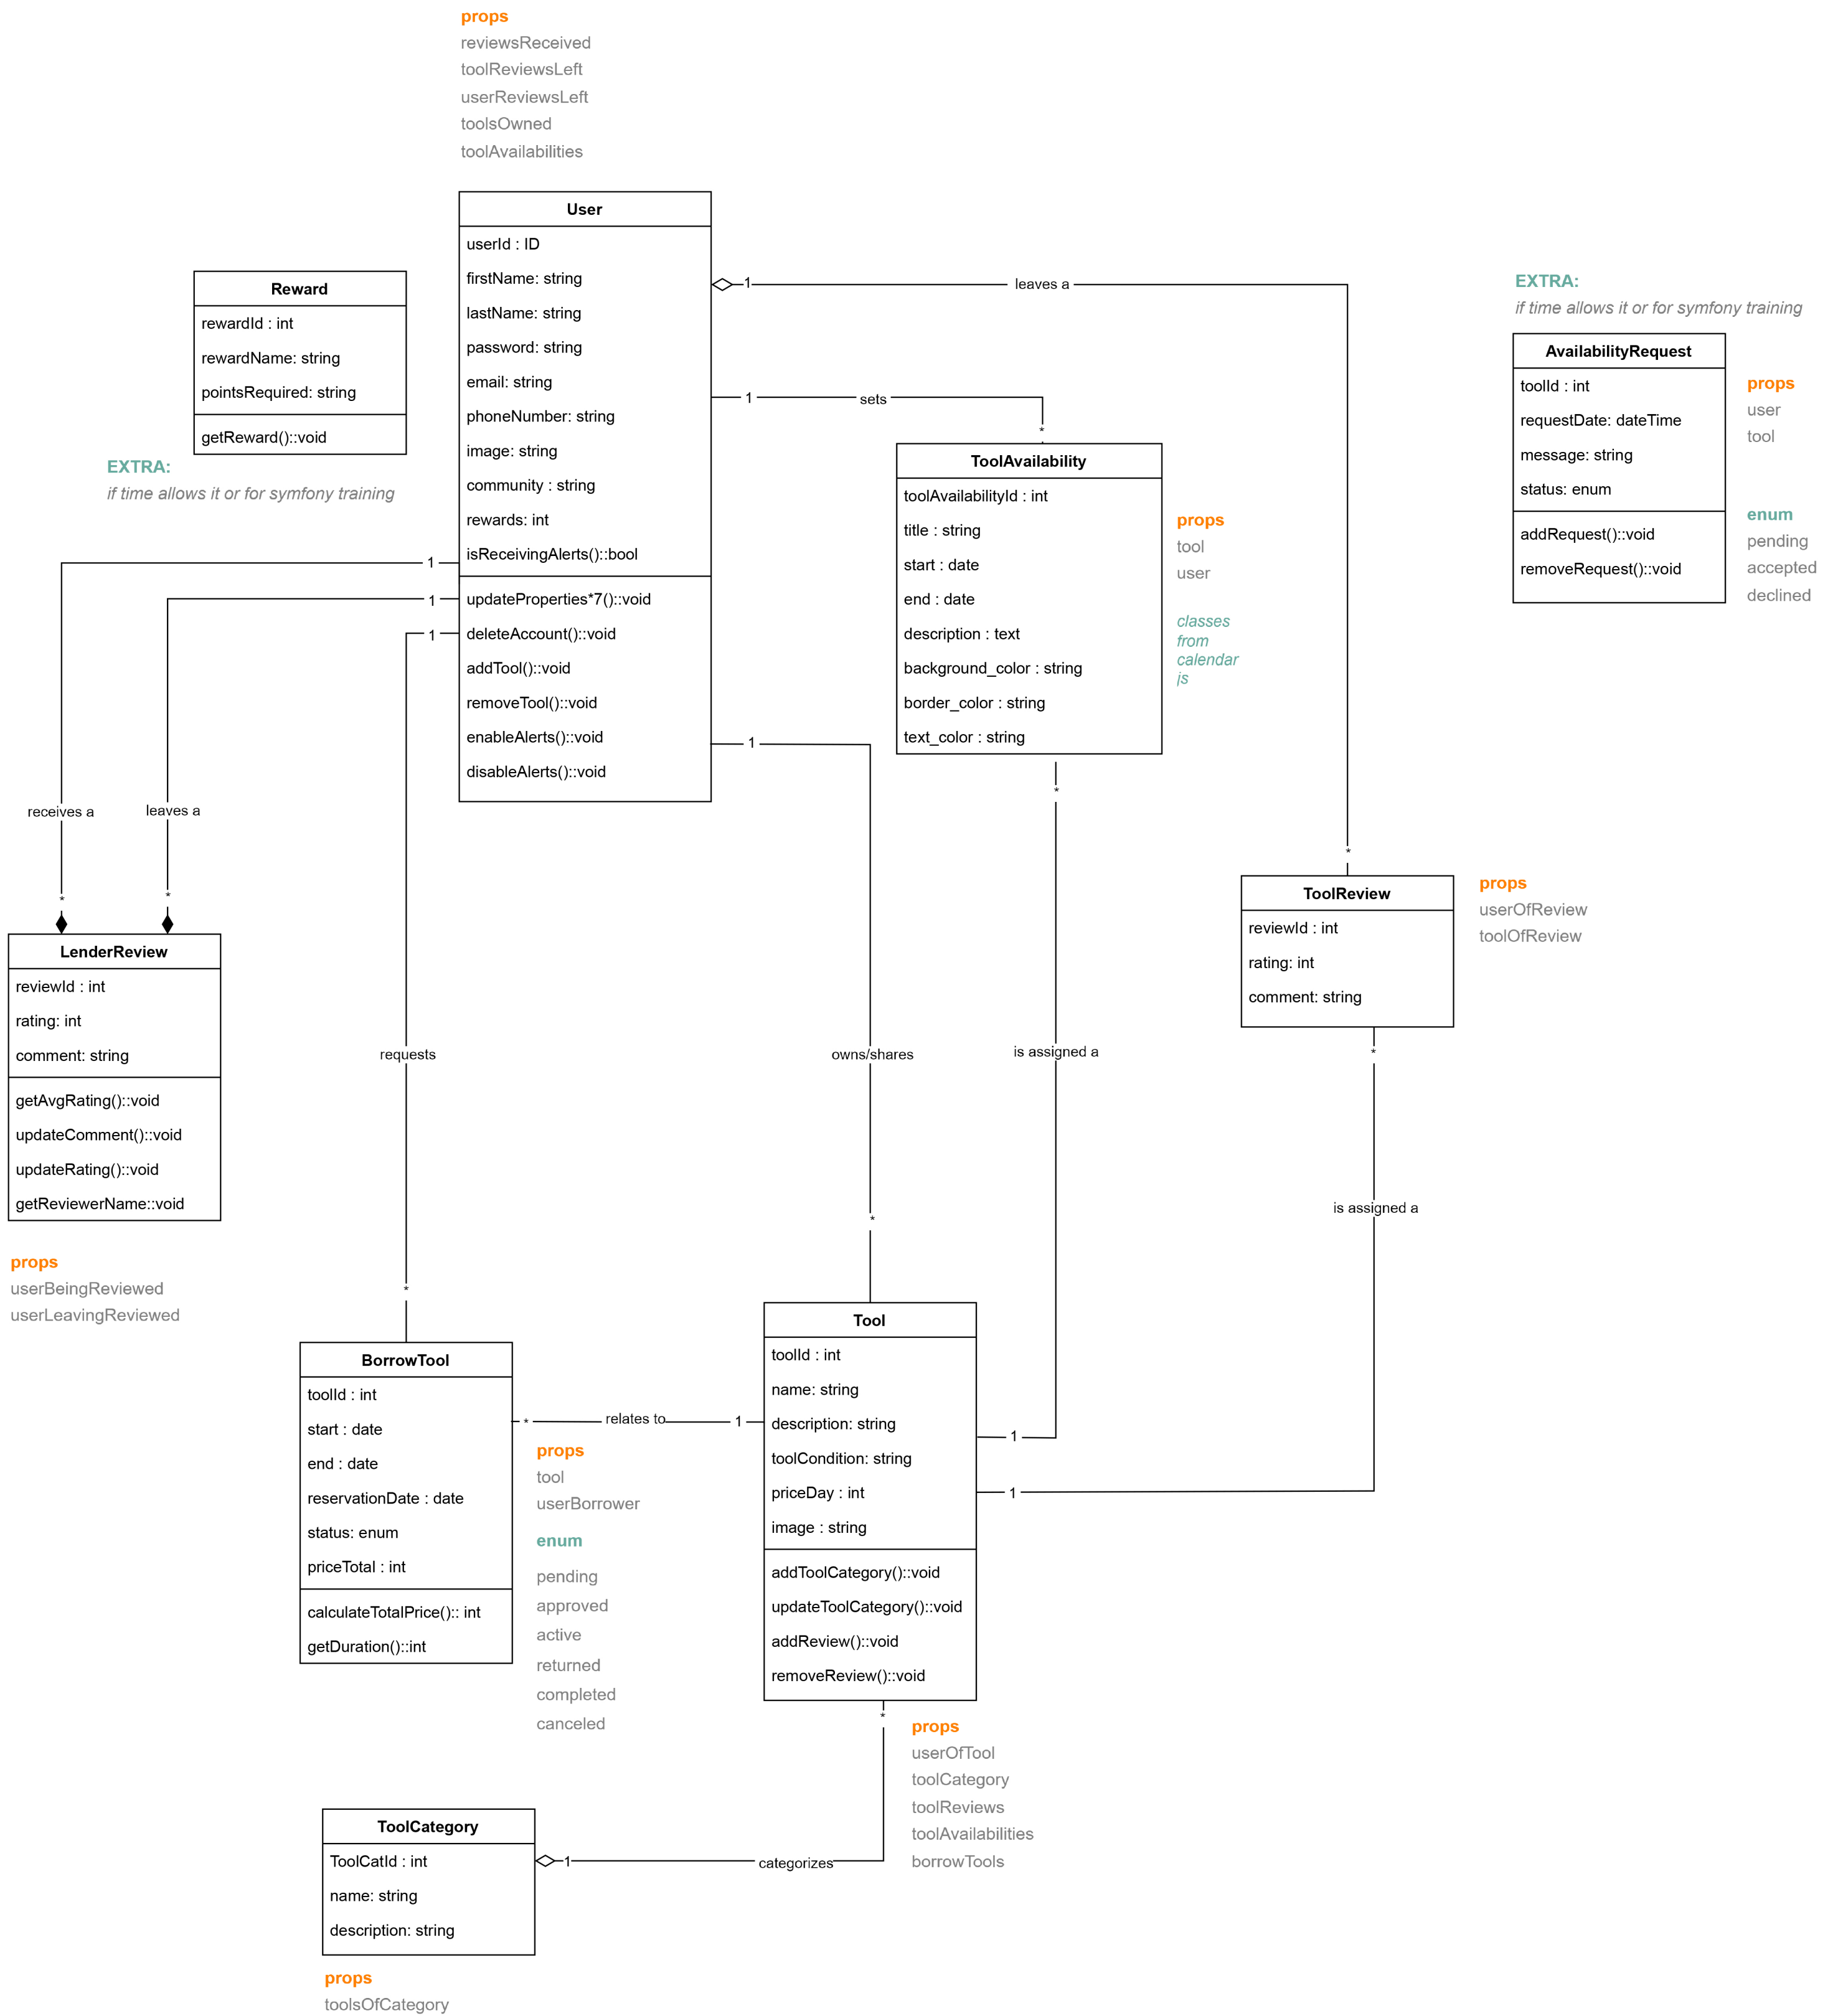 props
reviewsReceived
toolReviewsLeft
userReviewsLeft
toolsOwned
toolAvailabilities
User
userId : ID
firstName: string
lastName: string
password: string
email: string
phoneNumber: string
image: string
community : string
rewards: int
isReceivingAlerts()::bool
updateProperties*7()::void
deleteAccount()::void
addTool()::void
removeTool()::void
enableAlerts()::void
disableAlerts()::void
Reward
rewardId : int
rewardName: string
pointsRequired: string
getReward()::void
EXTRA:
if time allows it or for symfony training
1
leaves a
*
1
sets
*
EXTRA:
if time allows it or for symfony training
AvailabilityRequest
toolId : int
requestDate: dateTime
message: string
status: enum
addRequest()::void
removeRequest()::void
props
user
tool
enum
pending
accepted
declined
ToolAvailability
toolAvailabilityId : int
title : string
start : date
end : date
description : text
background_color : string
border_color : string
text_color : string
props
tool
user
classes
from
calendar
js
1
receives a
*
1
leaves a
*
1
requests
*
1
owns/shares
*
*
is assigned a
1
ToolReview
reviewId : int
rating: int
comment: string
props
userOfReview
toolOfReview
*
is assigned a
1
LenderReview
reviewId : int
rating: int
comment: string
getAvgRating()::void
updateComment()::void
updateRating()::void
getReviewerName::void
props
userBeingReviewed
userLeavingReviewed
BorrowTool
toolId : int
start : date
end : date
reservationDate : date
status: enum
priceTotal : int
calculateTotalPrice():: int
getDuration()::int
*
relates to
1
props
tool
userBorrower
enum
pending
approved
active
returned
completed
canceled
Tool
toolId : int
name: string
description: string
toolCondition: string
priceDay : int
image : string
addToolCategory()::void
updateToolCategory()::void
addReview()::void
removeReview()::void
*
props
userOfTool
toolCategory
toolReviews
toolAvailabilities
borrowTools
1
categorizes
ToolCategory
ToolCatId : int
name: string
description: string
props
toolsOfCategory